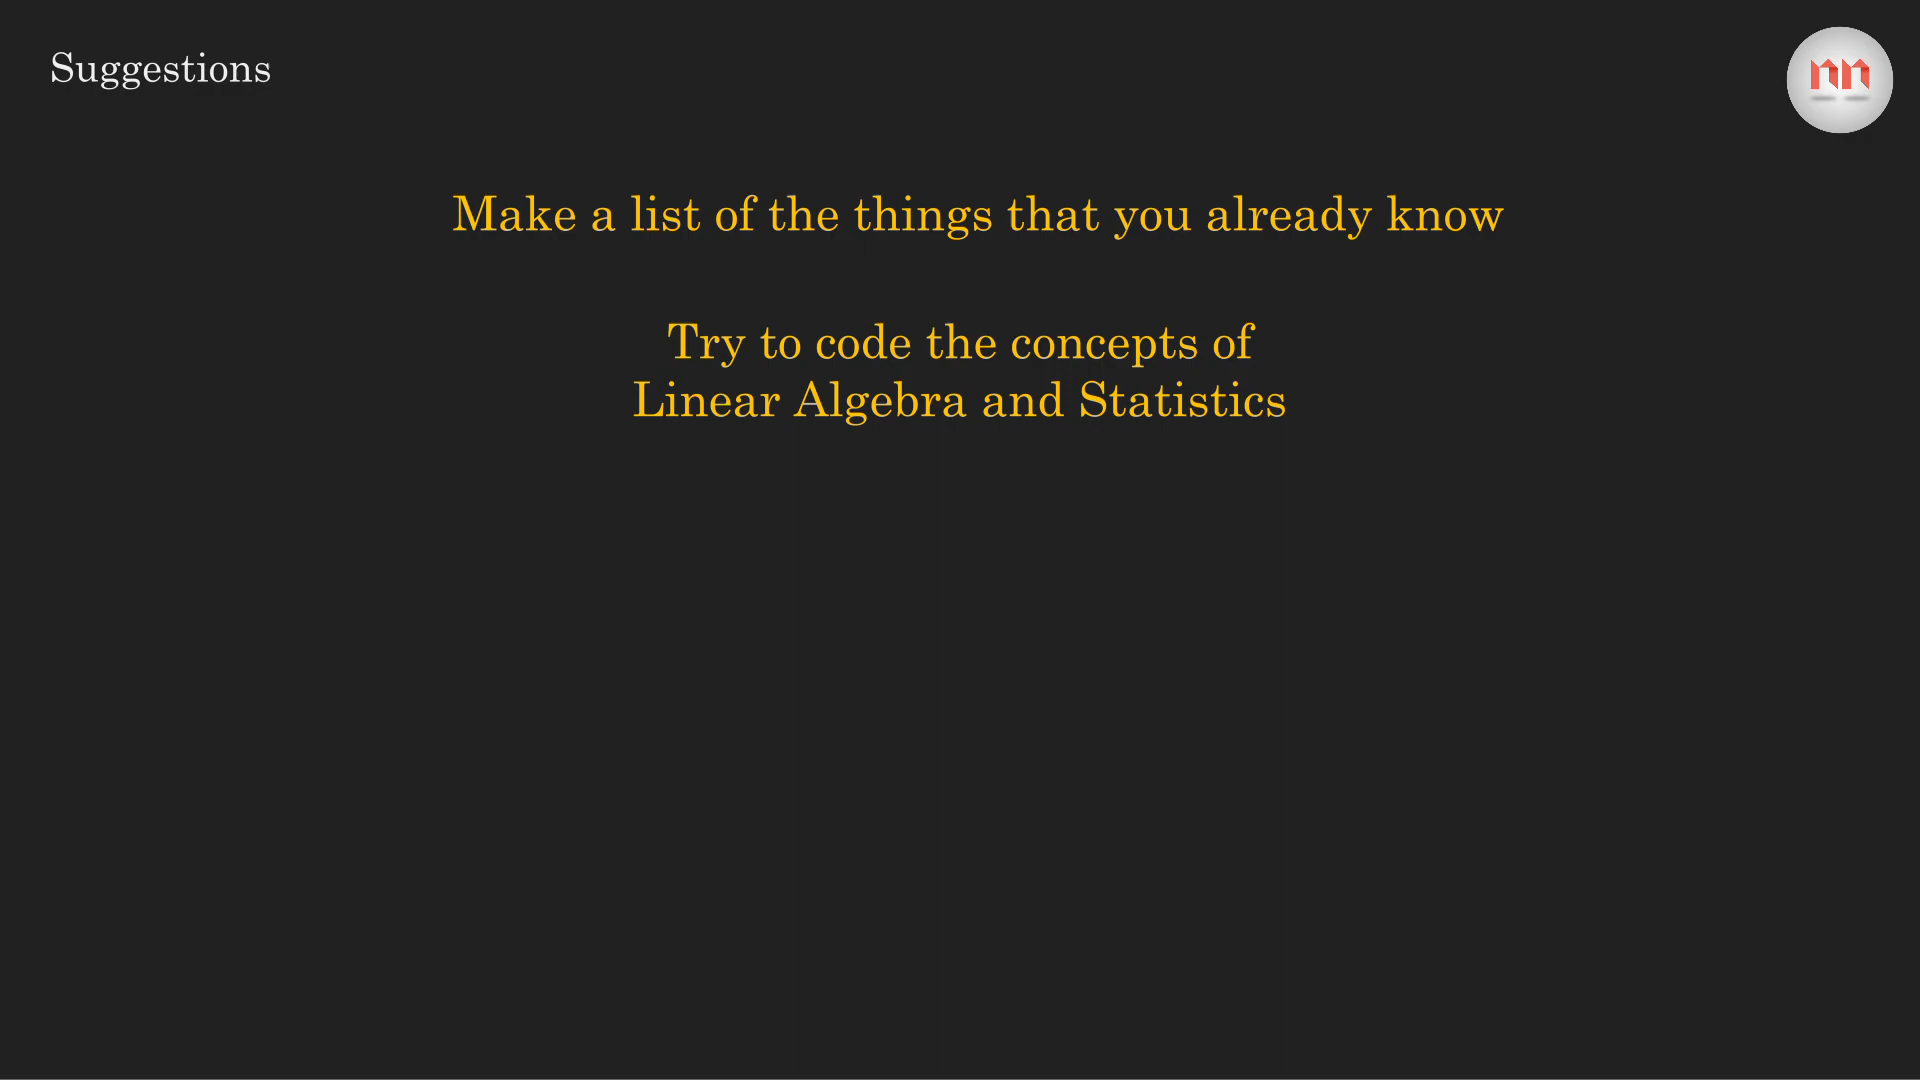 Suggestions
nn
Make a list of the things that you already know
Try to code the concepts of
Linear Algebra and Statistics